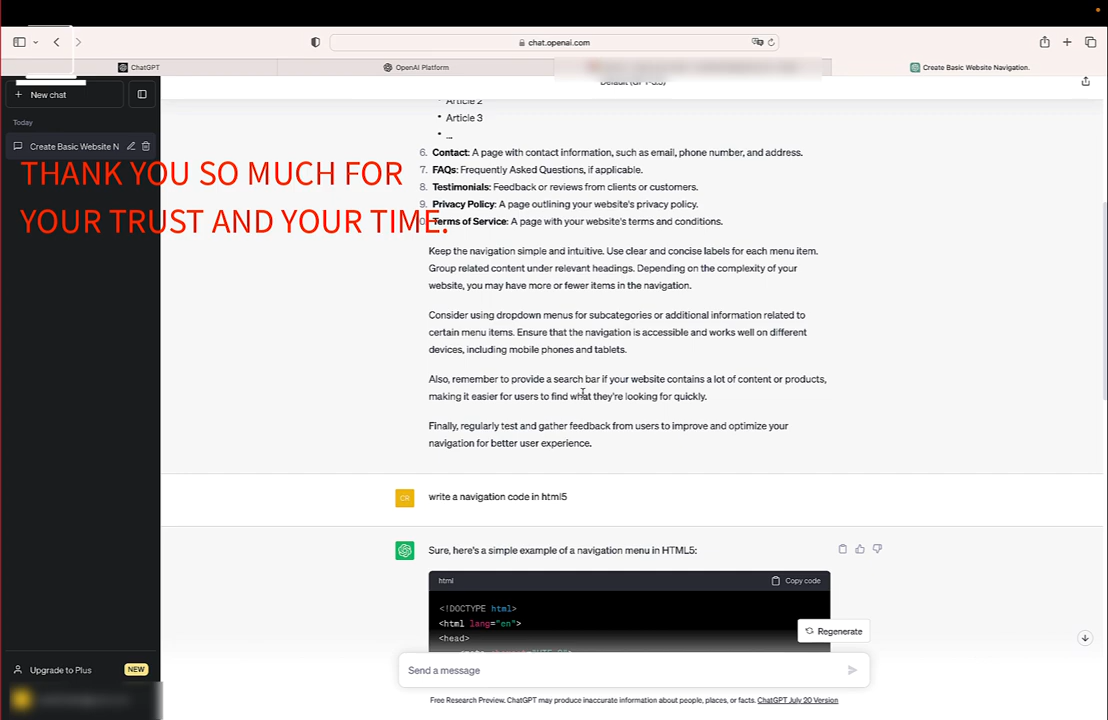 chat.openai.com
ChatGPT
OpenAI Platform
Create Basic Website Navigation.
New chat
Default (GPT-3.5)
Today
Create Basic Website N
THANK YOU SO MUCH FOR
YOUR TRUST AND YOUR TIME.
• Article 2
• Article 3
• ...
6. Contact: A page with contact information, such as email, phone number, and address.
7. FAQs: Frequently Asked Questions, if applicable.
8. Testimonials: Feedback or reviews from clients or customers.
9. Privacy Policy: A page outlining your website's privacy policy.
Terms of Service: A page with your website's terms and conditions.
Keep the navigation simple and intuitive. Use clear and concise labels for each menu item.
Group related content under relevant headings. Depending on the complexity of your
website, you may have more or fewer items in the navigation.
Consider using dropdown menus for subcategories or additional information related to
certain menu items. Ensure that the navigation is accessible and works well on different
devices, including mobile phones and tablets.
Also, remember to provide a search bar if your website contains a lot of content or products,
making it easier for users to find what they're looking for quickly.
Finally, regularly test and gather feedback from users to improve and optimize your
navigation for better user experience.
CR
write a navigation code in html5
Sure, here's a simple example of a navigation menu in HTML5:
html
Copy code
<!DOCTYPE html>
<html lang="en">
<head>
Regenerate
Send a message
Upgrade to Plus
NEW
Free Research Preview. ChatGPT may produce inaccurate information about people, places, or facts. ChatGPT July 20 Version